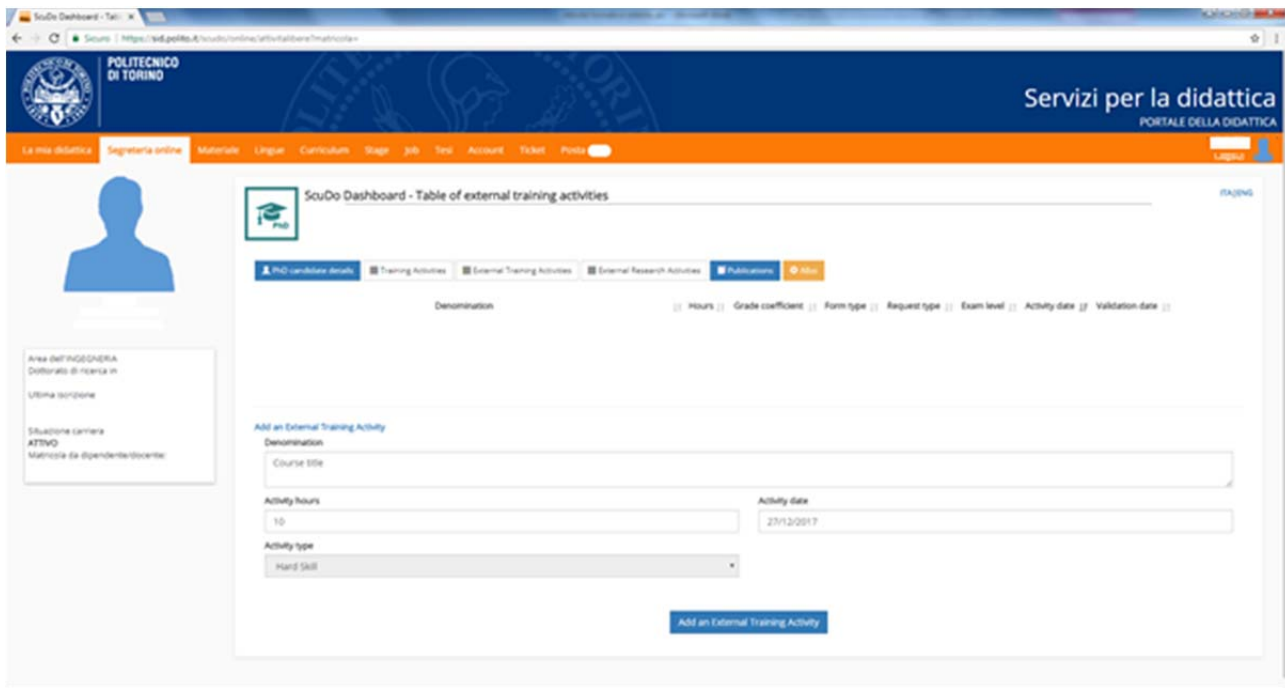 ScuDo Dashboard - Tab
Sicuro | https://sid.polito.it/scudo/online/attivitalibere?matricola=
POLITECNICO
DI TORINO
Servizi per la didattica
PORTALE DELLA DIDATTICA
La mia didattica Segreteria online Materiale Lingue Curriculum Stage Job Tesi Account Ticket Posta
Logout
ScuDo Dashboard - Table of external training activities
ITA|ENG
PhD
PhD candidate details Training Activities External Training Activities External Research Activities Publications Albo
Denomination Hours Grade coefficient Form type Request type Exam level Activity date Validation date
Area dell'INGEGNERIA
Dottorato di ricerca in
Ultima iscrizione
Situazione carriera
ATTIVO
Matricola da dipendente/docente:
Add an External Training Activity
Denomination
Course title
Activity hours Activity date
10 27/12/2017
Activity type
Hard Skill
Add an External Training Activity